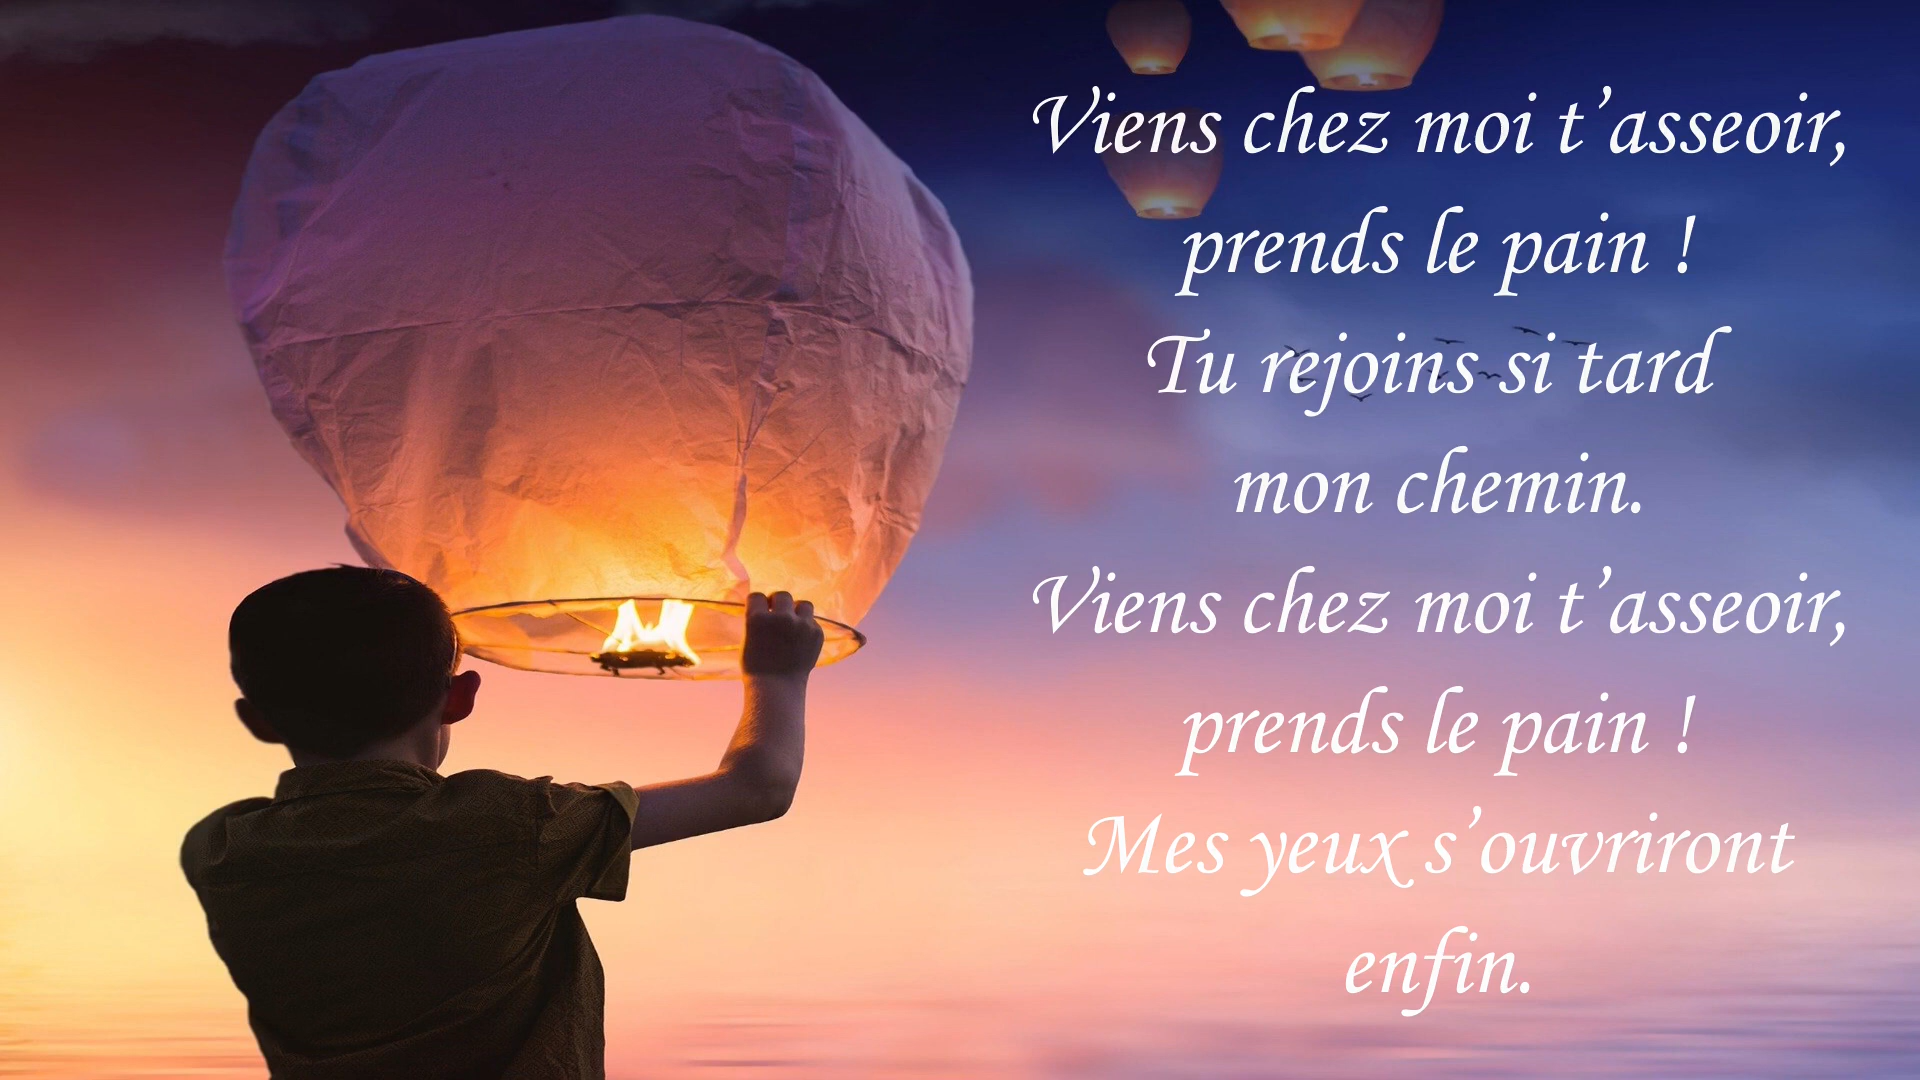 Viens chez moi t’asseoir,
prends le pain !
Tu rejoins si tard
mon chemin.
Viens chez moi t’asseoir,
prends le pain !
Mes yeux s’ouvriront
enfin.